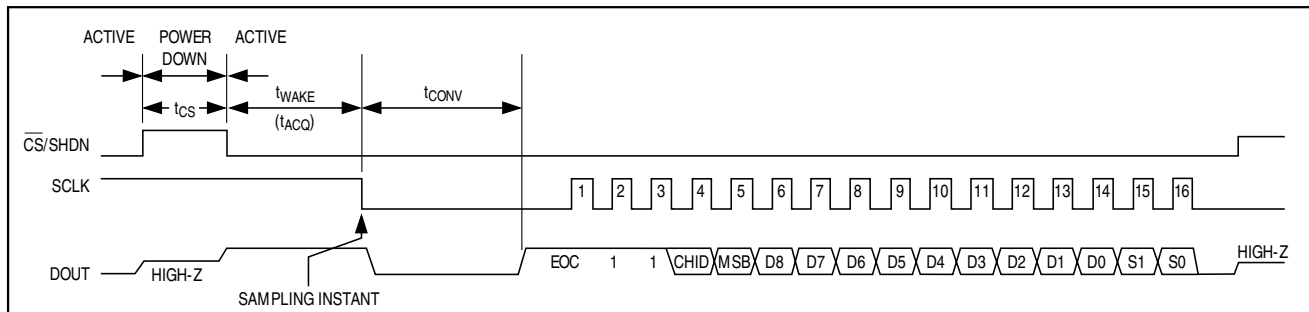 ACTIVE POWER DOWN ACTIVE
tCS tWAKE (tACQ) tCONV
CS/SHDN
SCLK 1 2 3 4 5 6 7 8 9 10 11 12 13 14 15 16
DOUT HIGH-Z EOC 1 1 CHID MSB D8 D7 D6 D5 D4 D3 D2 D1 D0 S1 S0 HIGH-Z
SAMPLING INSTANT